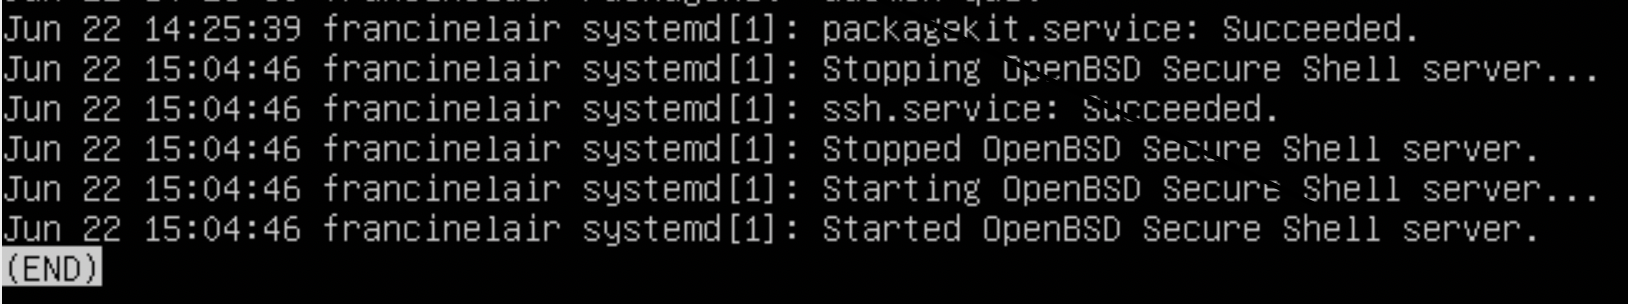 Jun 22 14:25:39 francinelair systemd[1]: packagekit.service: Succeeded.
Jun 22 15:04:46 francinelair systemd[1]: Stopping OpenBSD Secure Shell server...
Jun 22 15:04:46 francinelair systemd[1]: ssh.service: Succeeded.
Jun 22 15:04:46 francinelair systemd[1]: Stopped OpenBSD Secure Shell server.
Jun 22 15:04:46 francinelair systemd[1]: Starting OpenBSD Secure Shell server...
Jun 22 15:04:46 francinelair systemd[1]: Started OpenBSD Secure Shell server.
(END)